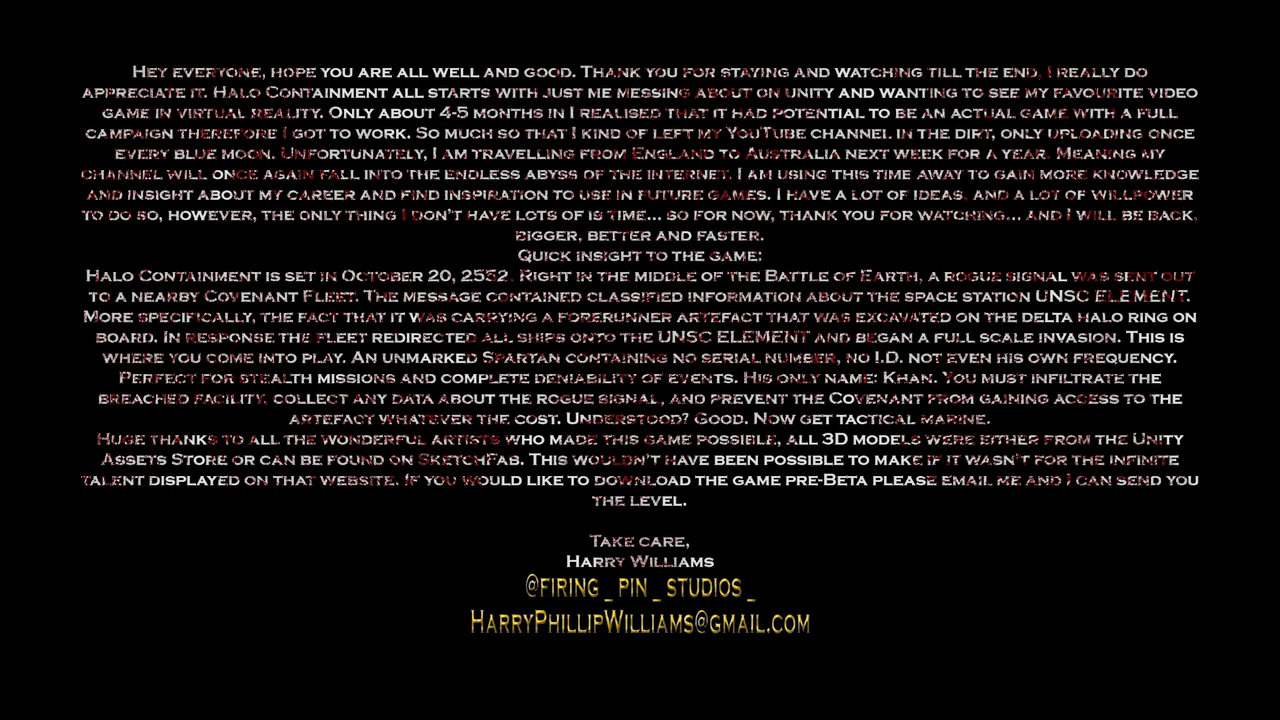 Hey everyone, hope you are all well and good. Thank you for staying and watching till the end, I really do
appreciate it. Halo Containment all starts with just me messing about on Unity and wanting to see my favourite video
game in virtual reality. Only about 4-5 months in I realised that it had potential to be an actual game with a full
campaign therefore I got to work. So much so that I kind of left my YouTube channel in the dirt, only uploading once
every blue moon. Unfortunately, I am travelling from England to Australia next week for a year. Meaning my
channel will once again fall into the endless abyss of the internet. I am using this time away to gain more knowledge
and insight about my career and find inspiration to use in future games. I have a lot of ideas, and a lot of willpower
to do so, however, the only thing I don't have lots of is time... so for now, thank you for watching... and I will be back,
bigger, better and faster.
Quick insight to the game:
Halo Containment is set in October 20, 2552. Right in the middle of the Battle of Earth, a rogue signal was sent out
to a nearby Covenant Fleet. The message contained classified information about the space station UNSC ELEMENT.
More specifically, the fact that it was carrying a forerunner artefact that was excavated on the delta halo ring on
board. In response the fleet redirected all ships onto the UNSC ELEMENT and began a full scale invasion. This is
where you come into play. An unmarked Spartan containing no serial number, no I.D. not even his own frequency.
Perfect for stealth missions and complete deniability of events. His only name: Khan. You must infiltrate the
breached facility, collect any data about the rogue signal, and prevent the Covenant from gaining access to the
artefact whatever the cost. Understood? Good. Now get tactical marine.
Huge thanks to all the wonderful artists who made this game possible, all 3D models were either from the Unity
Assets Store or can be found on SketchFab. This wouldn't have been possible to make if it wasn't for the infinite
talent displayed on that website. If you would like to download the game pre-Beta please email me and I can send you
the level.
Take care,
Harry Williams
@firing_pin_studios_
HarryPhillipWilliams@gmail.com